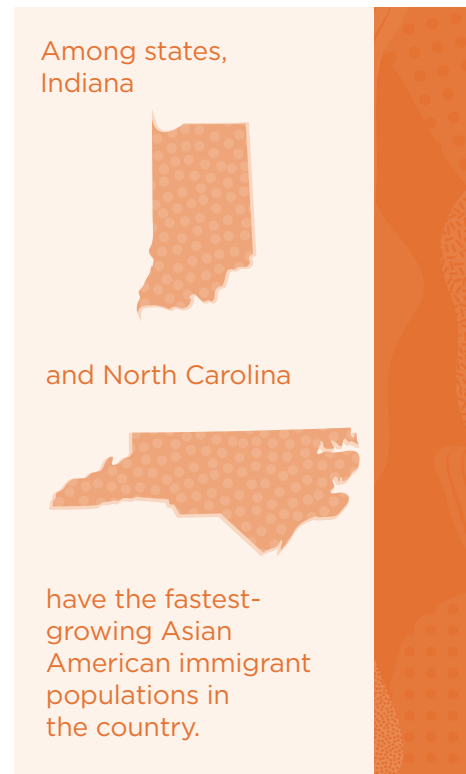 Among states,
Indiana
and North Carolina
have the fastest-
growing Asian
American immigrant
populations in
the country.